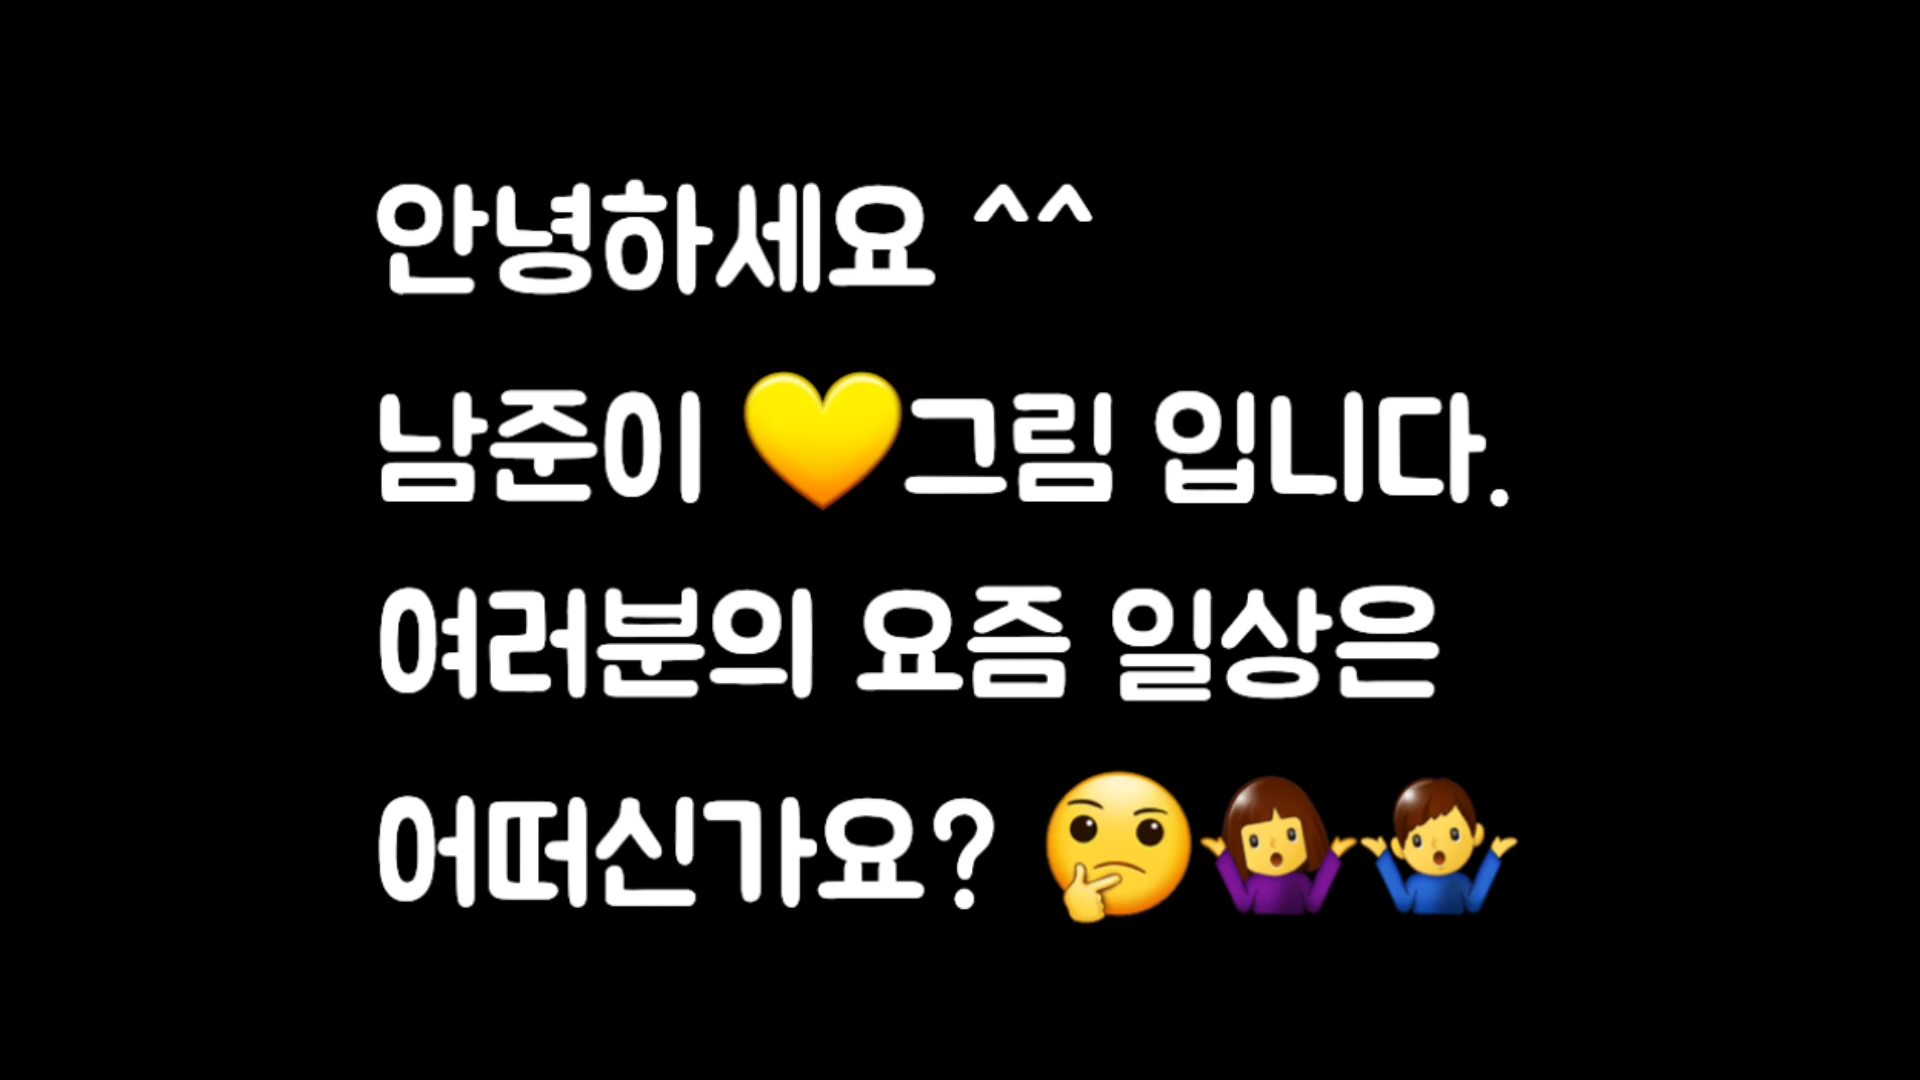 안녕하세요 ^^
남준이 💛그림 입니다.
여러분의 요즘 일상은
어떠신가요? 🤔🤷‍♀️🤷‍♂️